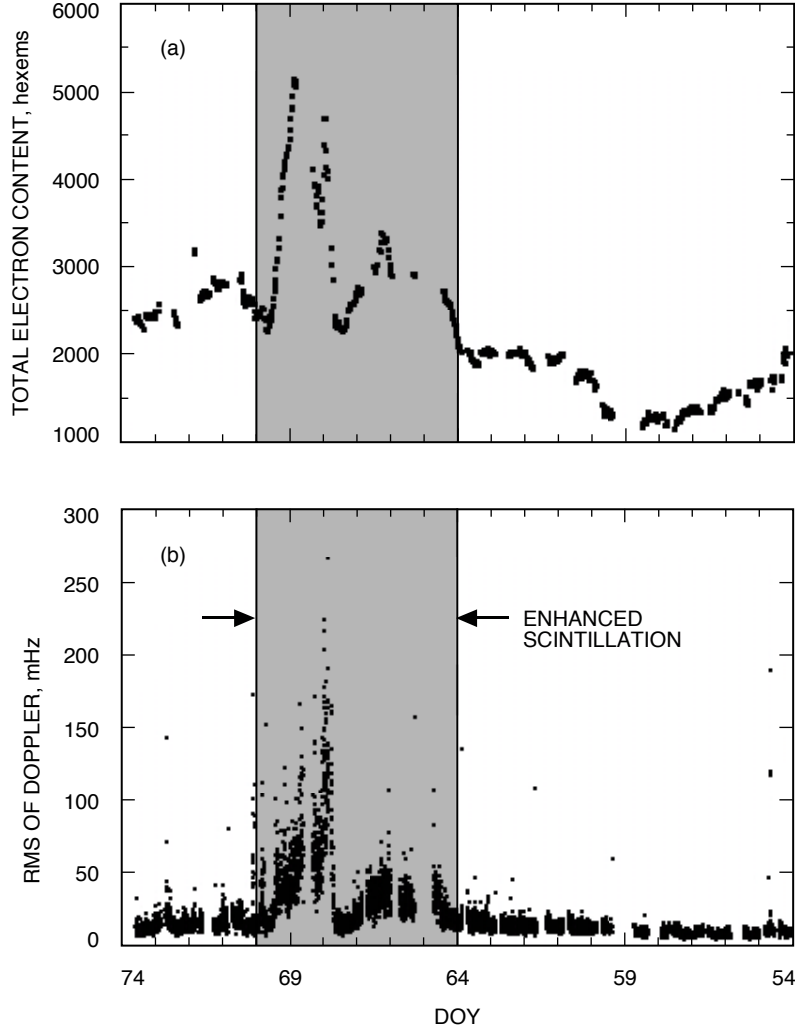 6000
(a)
5000
4000
3000
2000
1000
TOTAL ELECTRON CONTENT, hexems
300
(b)
250
ENHANCED
SCINTILLATION
200
150
100
50
0
RMS OF DOPPLER, mHz
74 69 64 59 54
DOY